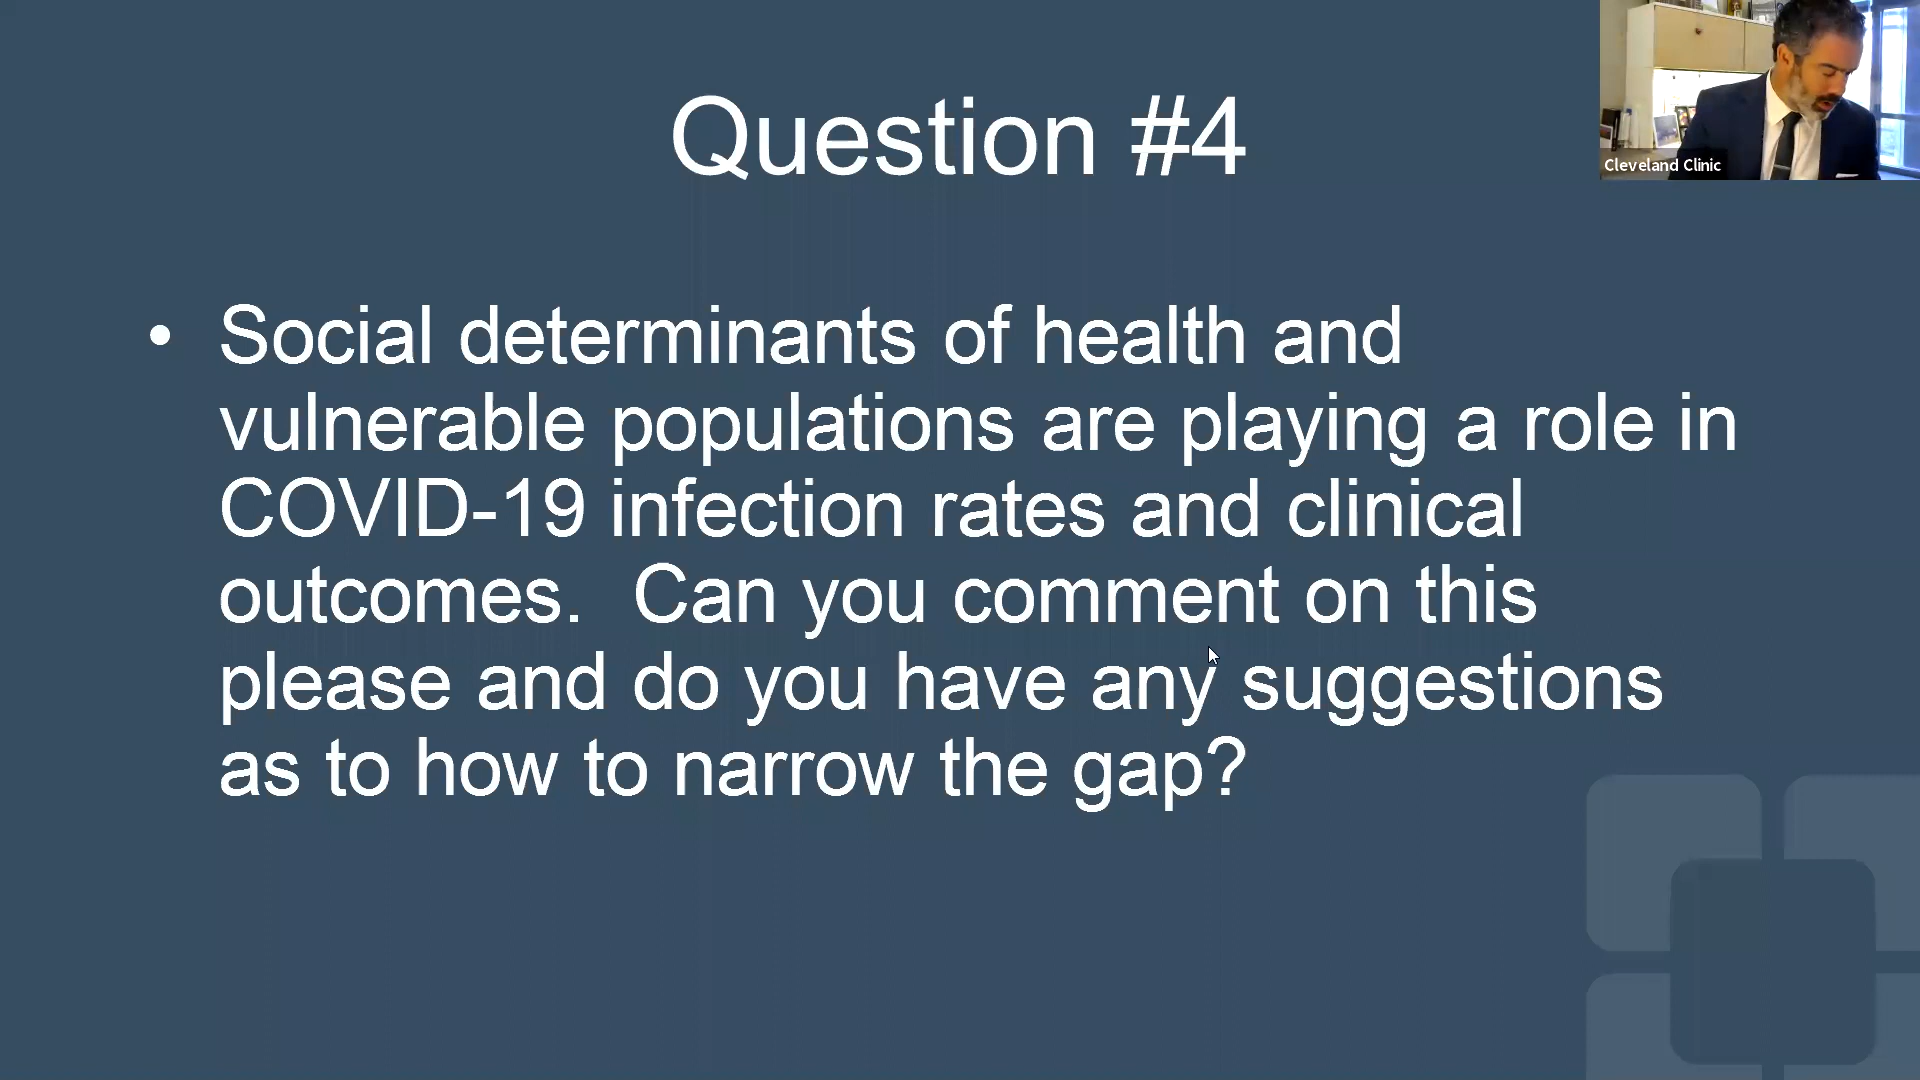 Question #4
Cleveland Clinic
• Social determinants of health and
vulnerable populations are playing a role in
COVID-19 infection rates and clinical
outcomes.  Can you comment on this
please and do you have any suggestions
as to how to narrow the gap?